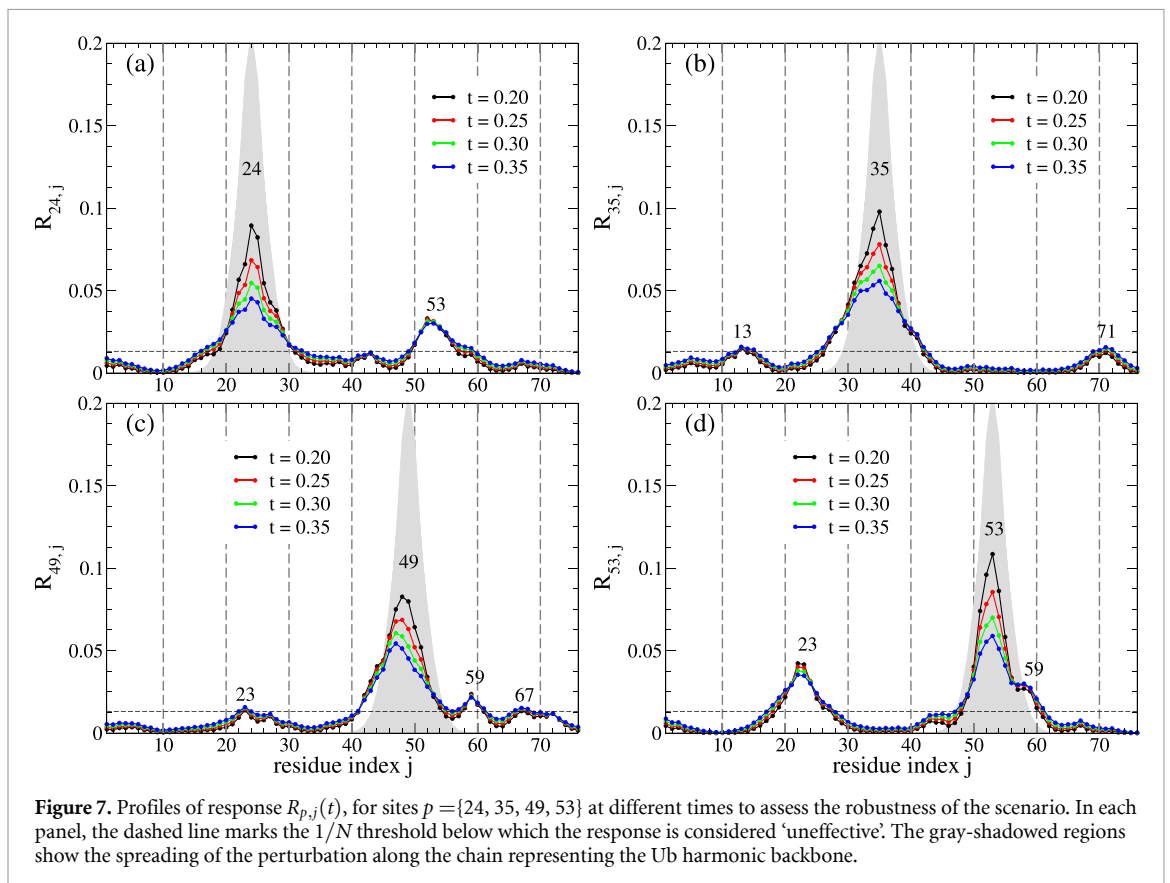 (a)
R24, j
0.2
0.15
0.1
0.05
0
24
53
t = 0.20
t = 0.25
t = 0.30
t = 0.35
10 20 30 40 50 60 70
(b)
R35, j
0.2
0.15
0.1
0.05
0
35
13
71
t = 0.20
t = 0.25
t = 0.30
t = 0.35
10 20 30 40 50 60 70
(c)
R49, j
0.2
0.15
0.1
0.05
0
49
23
59
67
t = 0.20
t = 0.25
t = 0.30
t = 0.35
10 20 30 40 50 60 70
residue index j
(d)
R53, j
0.2
0.15
0.1
0.05
0
53
23
59
t = 0.20
t = 0.25
t = 0.30
t = 0.35
10 20 30 40 50 60 70
residue index j
Figure 7. Profiles of response Rp,j(t), for sites p ={24, 35, 49, 53} at different times to assess the robustness of the scenario. In each
panel, the dashed line marks the 1/N threshold below which the response is considered ‘uneffective’. The gray-shadowed regions
show the spreading of the perturbation along the chain representing the Ub harmonic backbone.